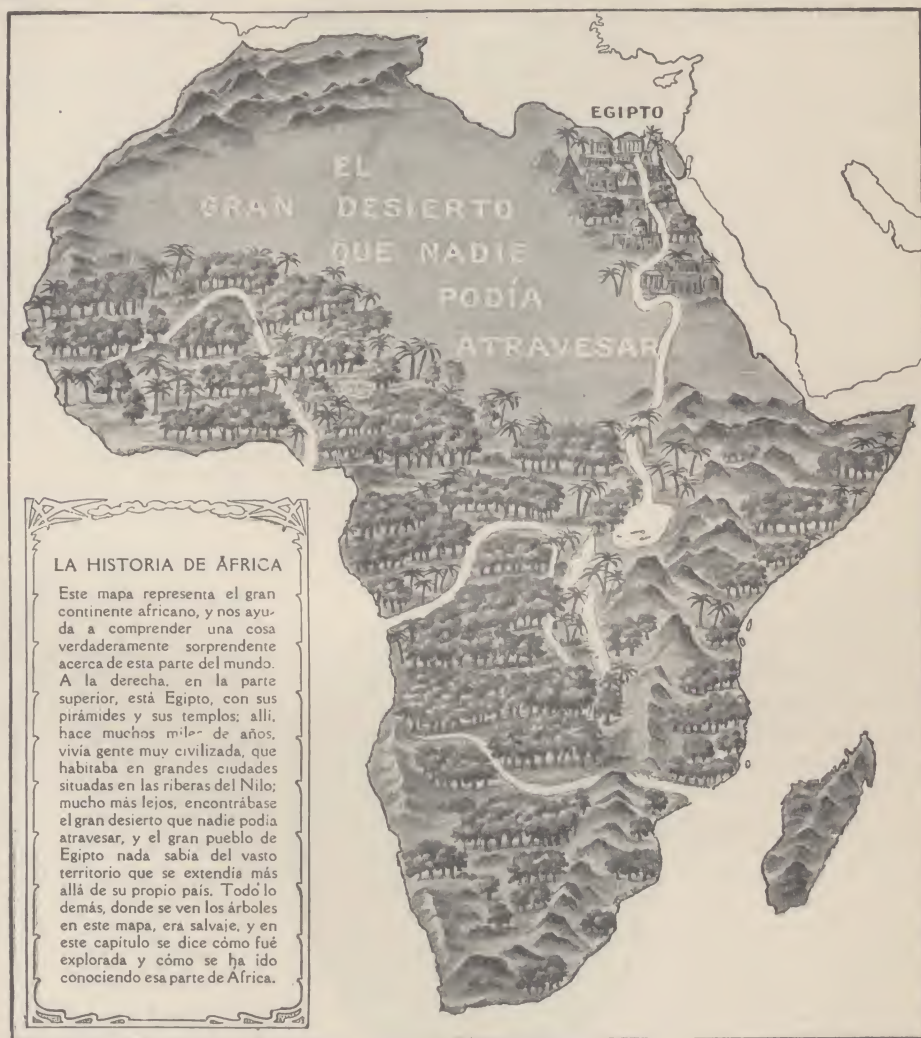 EGIPTO
EL
GRAN DESIERTO
QUE NADIE
PODÍA
ATRAVESAR
LA HISTORIA DE ÁFRICA
Este mapa representa el gran
continente africano, y nos ayu-
da a comprender una cosa
verdaderamente sorprendente
acerca de esta parte del mundo.
A la derecha, en la parte
superior, está Egipto, con sus
pirámides y sus templos; allí,
hace muchos miles de años,
vivía gente muy civilizada, que
habitaba en grandes ciudades
situadas en las riberas del Nilo;
mucho más lejos, encontrábase
el gran desierto que nadie podía
atravesar, y el gran pueblo de
Egipto nada sabía del vasto
territorio que se extendía más
allá de su propio país. Todo lo
demás, donde se ven los árboles
en este mapa, era salvaje, y en
este capítulo se dice cómo fué
explorada y cómo se ha ido
conociendo esa parte de África.